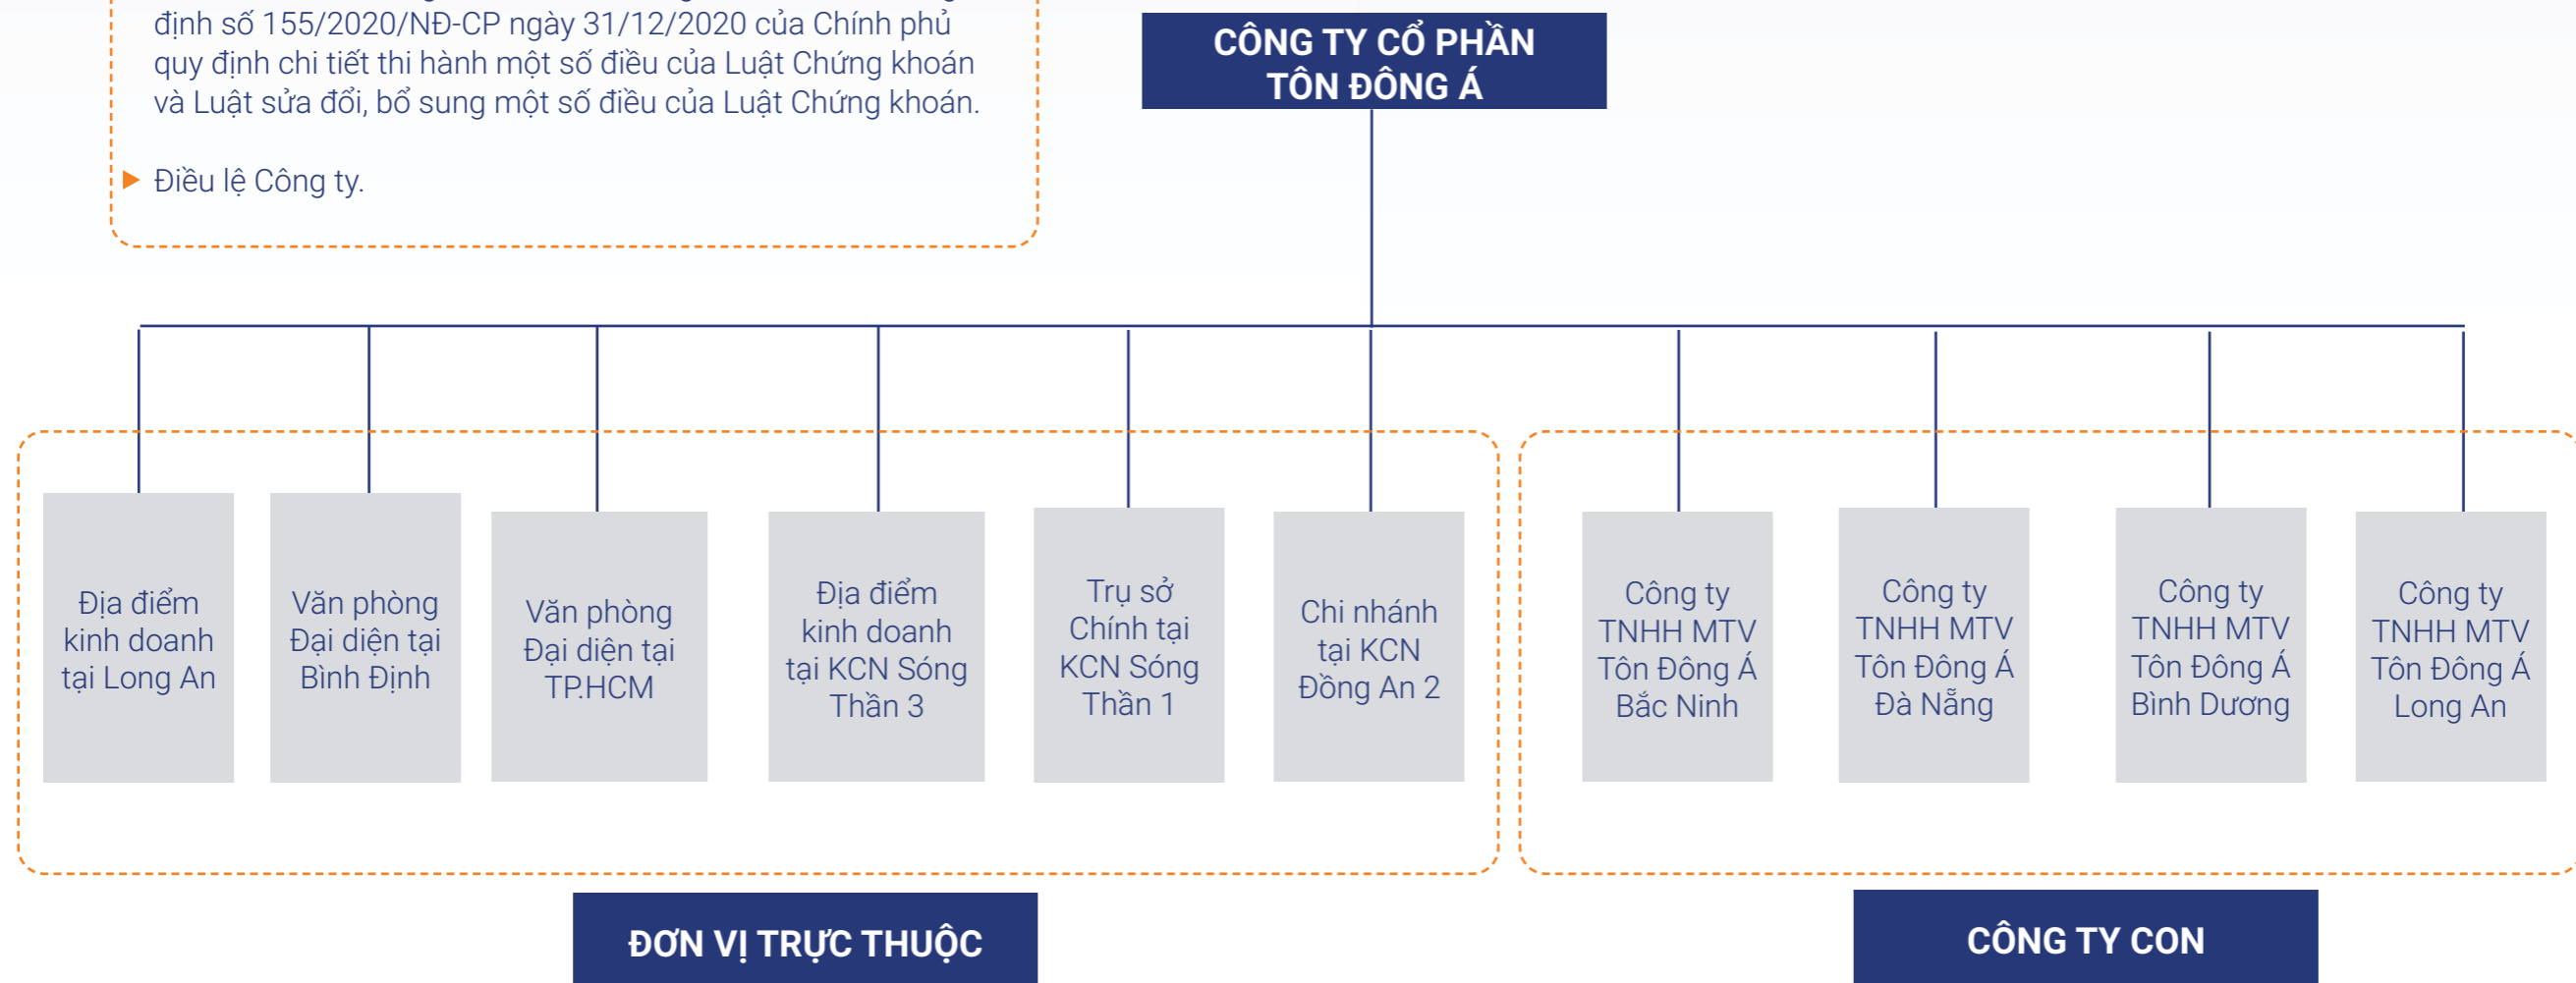 định số 155/2020/NĐ-CP ngày 31/12/2020 của Chính phủ
quy định chi tiết thi hành một số điều của Luật Chứng khoán
và Luật sửa đổi, bổ sung một số điều của Luật Chứng khoán.
Điều lệ Công ty.
CÔNG TY CỔ PHẦN
TÔN ĐÔNG Á
Địa điểm
kinh doanh
tại Long An
Văn phòng
Đại diện tại
Bình Định
Văn phòng
Đại diện tại
TP.HCM
Địa điểm
kinh doanh
tại KCN Sóng
Thần 3
Trụ sở
Chính tại
KCN Sóng
Thần 1
Chi nhánh
tại KCN
Đồng An 2
Công ty
TNHH MTV
Tôn Đông Á
Bắc Ninh
Công ty
TNHH MTV
Tôn Đông Á
Đà Nẵng
Công ty
TNHH MTV
Tôn Đông Á
Bình Dương
Công ty
TNHH MTV
Tôn Đông Á
Long An
ĐƠN VỊ TRỰC THUỘC
CÔNG TY CON